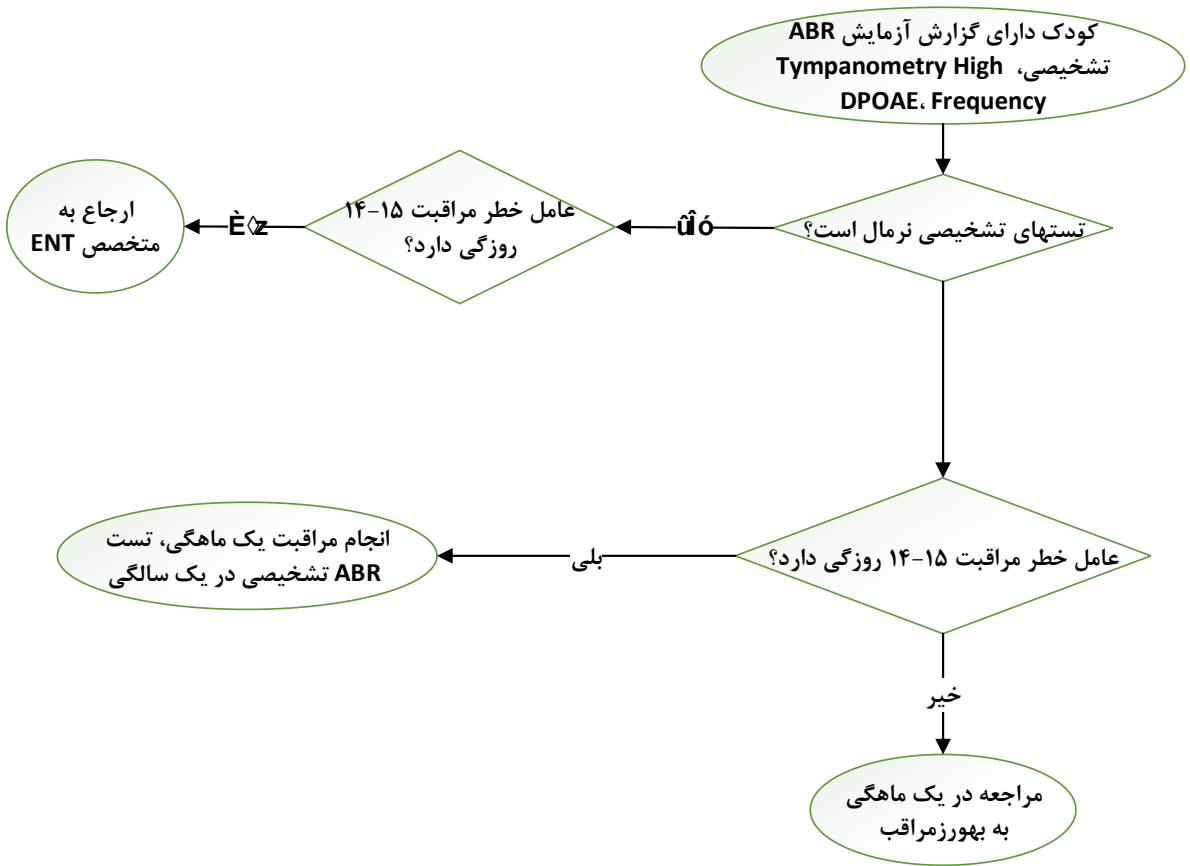 کودک دارای گزارش آزمایش ABR
تشخیصی، Tympanometry High
DPOAE، Frequency
تستهای تشخیصی نرمال است؟
عامل خطر مراقبت ۱۵-۱۴
روزگی دارد؟
ارجاع به
متخصص ENT
عامل خطر مراقبت ۱۵-۱۴ روزگی دارد؟
بلی
انجام مراقبت یک ماهگی، تست
ABR تشخیصی در یک سالگی
خیر
مراجعه در یک ماهگی
به بهورزمراقب